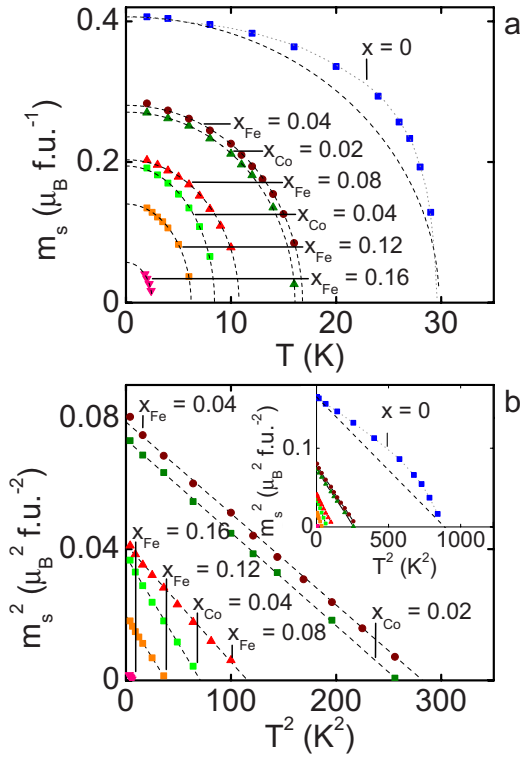 a
0.4
0.2
0
m_s (μ_B f.u.^-1)
x = 0
x_Fe = 0.04
x_Co = 0.02
x_Fe = 0.08
x_Co = 0.04
x_Fe = 0.12
x_Fe = 0.16
0 10 20 30
T (K)
b
0.08
0.04
0
m_s^2 (μ_B^2 f.u.^-2)
x_Fe = 0.04
x_Fe = 0.16
x_Fe = 0.12
x_Co = 0.04
x_Fe = 0.08
x_Co = 0.02
0 100 200 300
T^2 (K^2)
x = 0
0.1
0
m_s^2 (μ_B^2 f.u.^-2)
0 500 1000
T^2 (K^2)